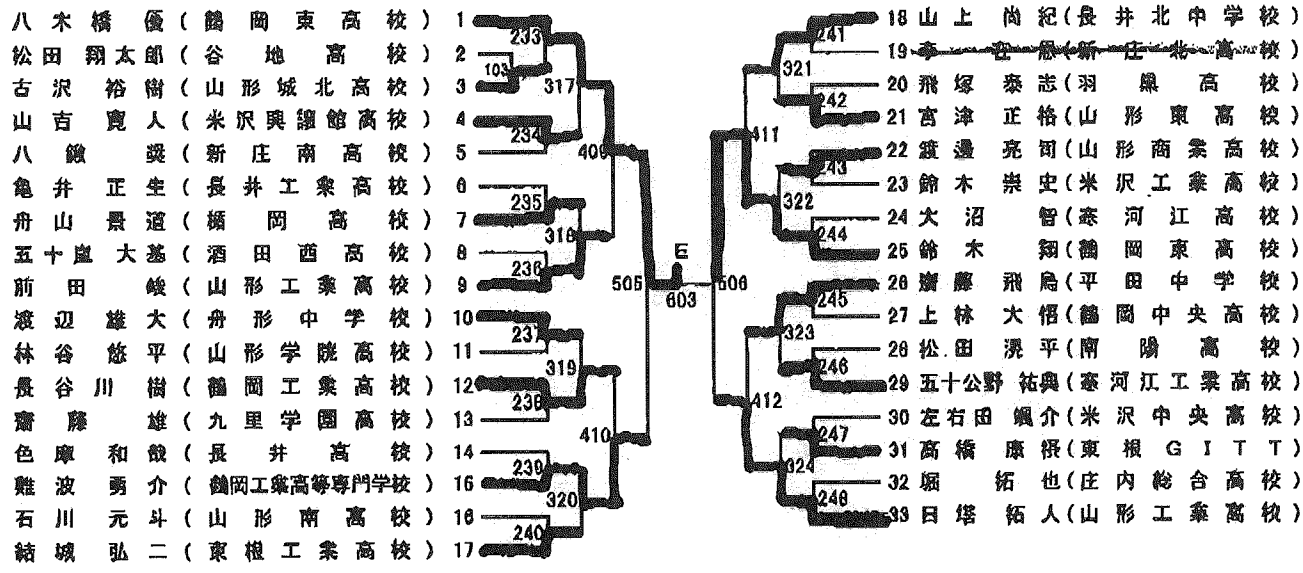 八木橋 優 ( 鶴岡東高校 ) 1
松田 翔太郎 ( 谷地高校 ) 2
古沢 裕樹 ( 山形城北高校 ) 3
山吉 寛人 ( 米沢興譲館高校 ) 4
八鍬 奨 ( 新庄南高校 ) 5
亀井 正生 ( 長井工業高校 ) 6
舟山 景道 ( 楯岡高校 ) 7
五十嵐 大基 ( 酒田西高校 ) 8
前田 峻 ( 山形工業高校 ) 9
渡辺 雄大 ( 舟形中学校 ) 10
林谷 悠平 ( 山形学院高校 ) 11
長谷川 樹 ( 鶴岡工業高校 ) 12
齋藤 雄 ( 九里学園高校 ) 13
色摩 和哉 ( 長井高校 ) 14
難波 勇介 ( 鶴岡工業高等専門学校 ) 15
石川 元斗 ( 山形南高校 ) 16
結城 弘二 ( 東根工業高校 ) 17
233
103
317
234
409
235
318
236
237
319
238
410
239
320
240
505
E
603
506
241
321
242
411
243
322
244
245
323
246
412
247
324
248
18 山上 尚紀 ( 長井北中学校 )
19 新庄北高校 )
20 飛塚 泰志 ( 羽黒高校 )
21 宮津 正格 ( 山形東高校 )
22 渡邊 亮司 ( 山形商業高校 )
23 鈴木 崇史 ( 米沢工業高校 )
24 大沼 智 ( 寒河江高校 )
25 鈴木 翔 ( 鶴岡東高校 )
26 齋藤 飛鳥 ( 平田中学校 )
27 上林 大悟 ( 鶴岡中央高校 )
28 松田 滉平 ( 南陽高校 )
29 五十公野 祐典 ( 寒河江工業高校 )
30 左右田 颯介 ( 米沢中央高校 )
31 高橋 康 ( 東根GITT )
32 堀 拓也 ( 庄内総合高校 )
33 日塔 拓人 ( 山形工業高校 )